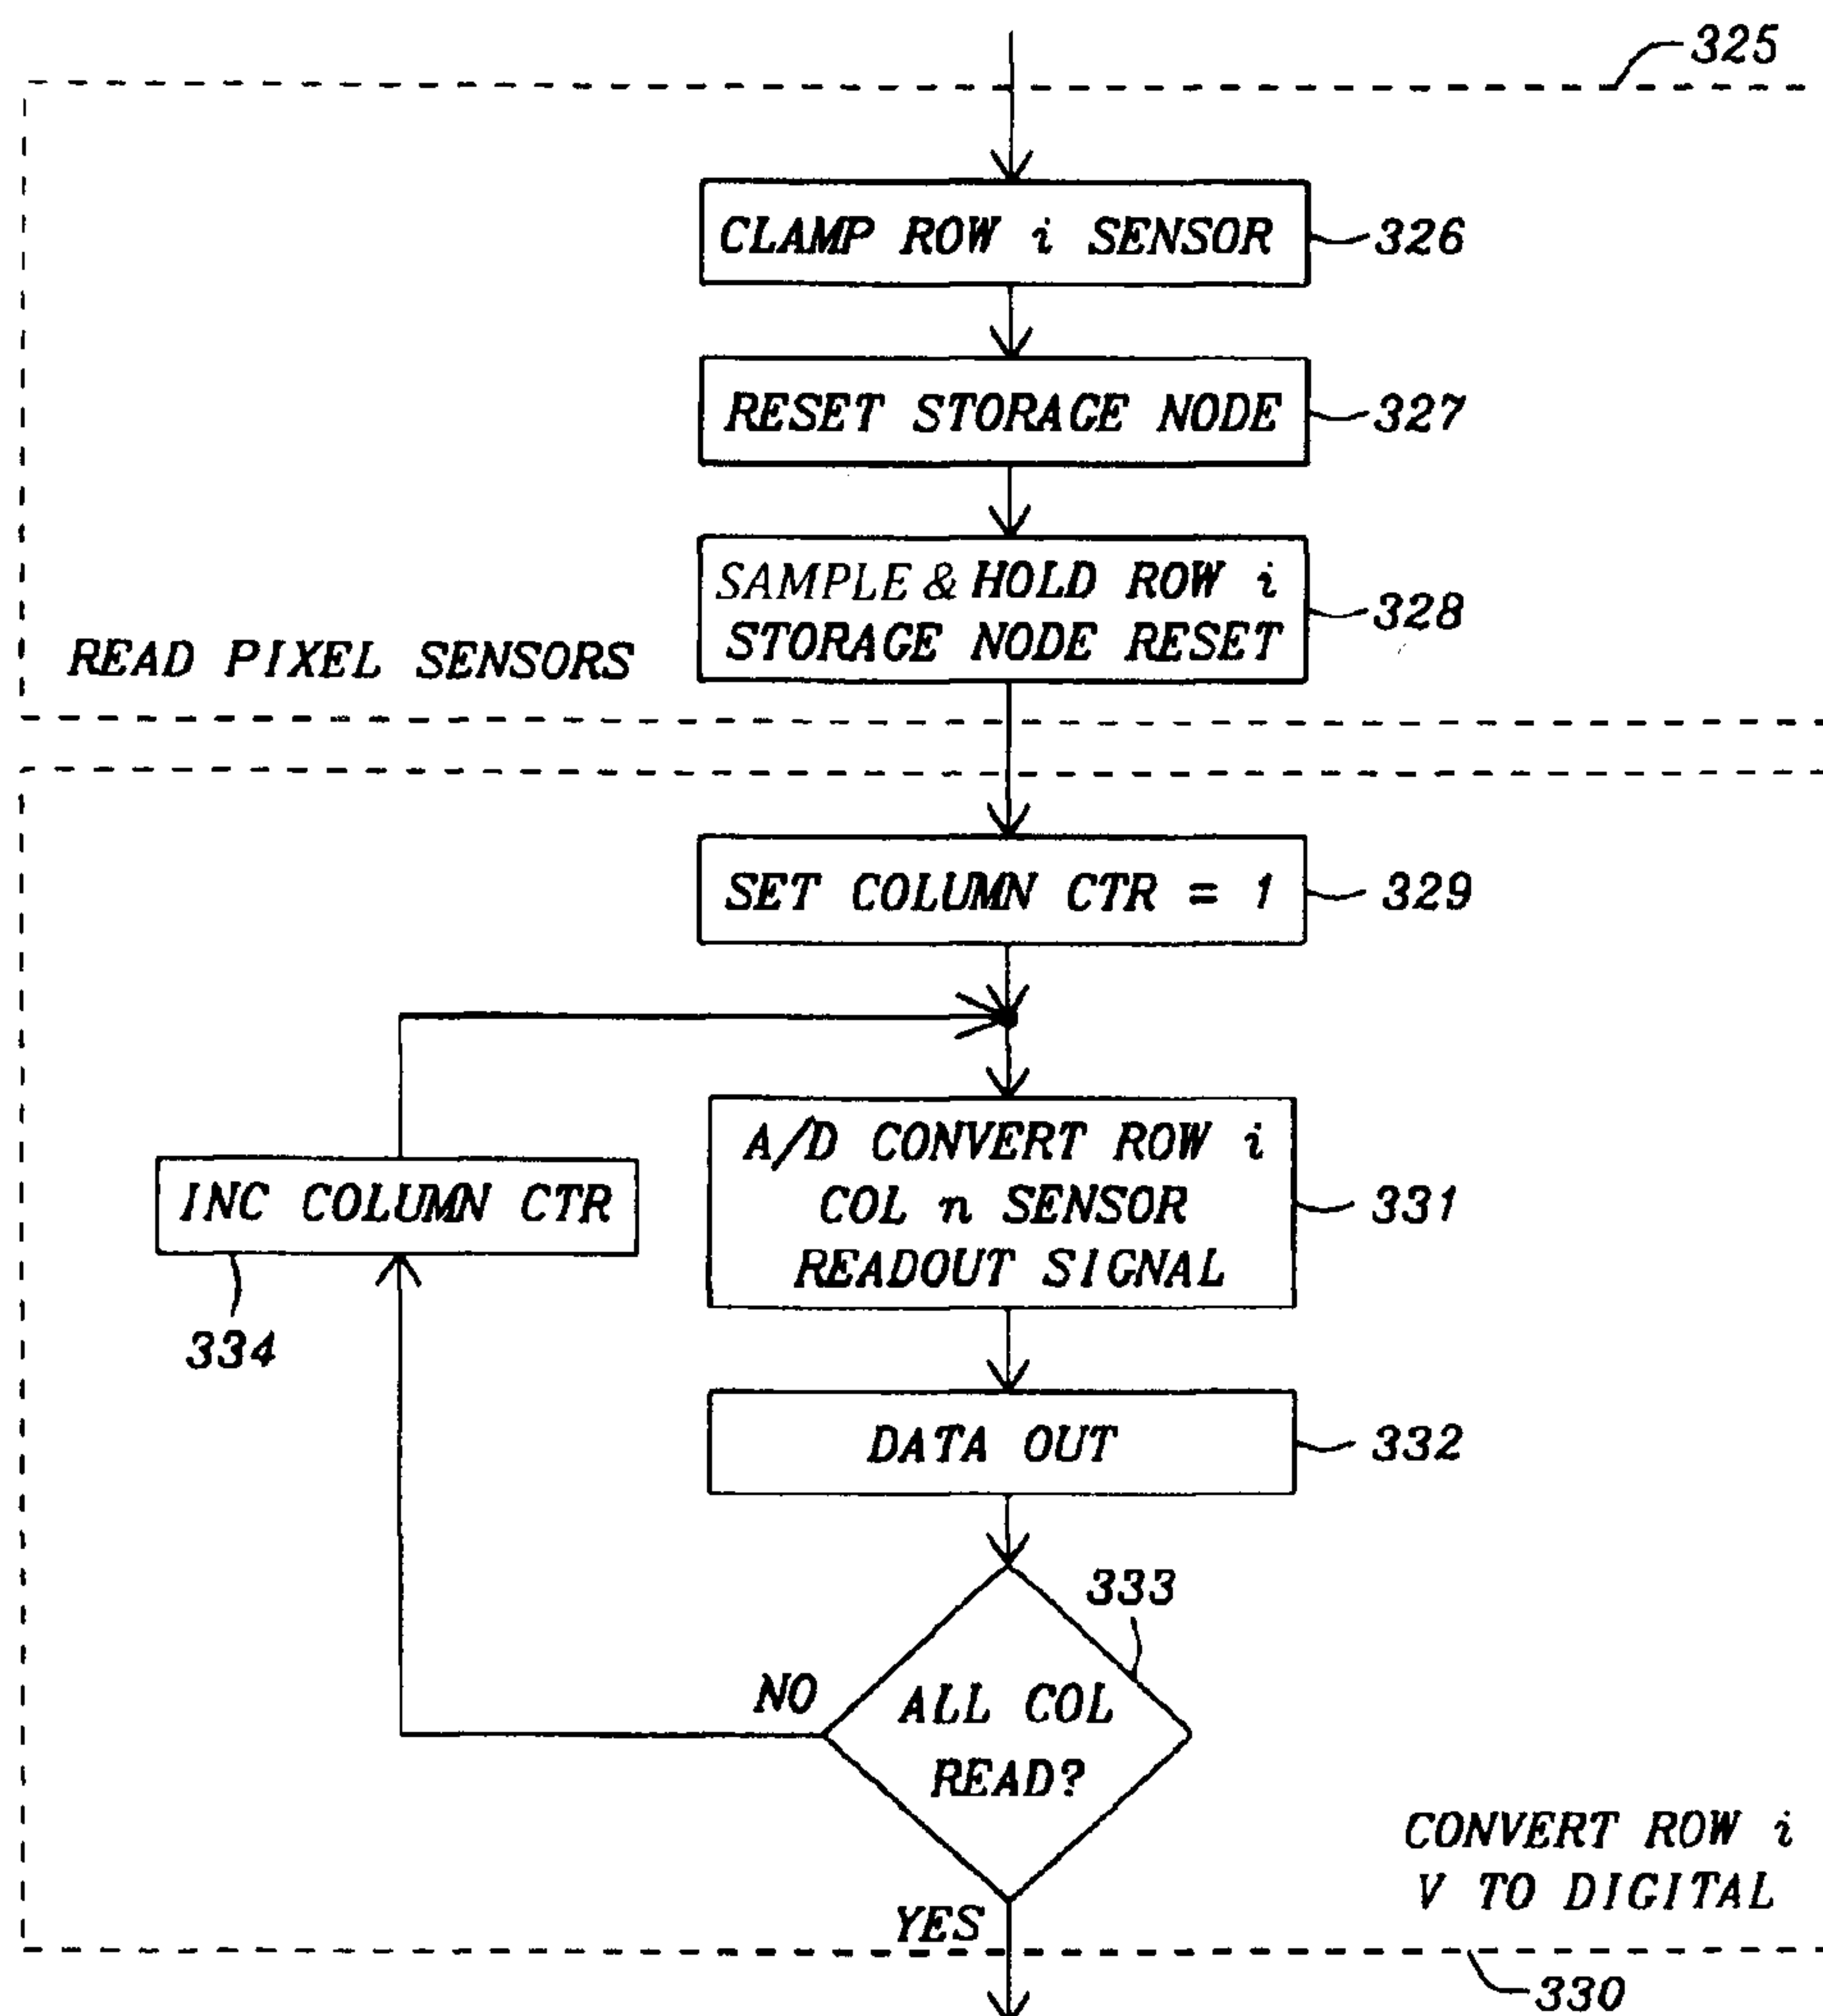 325
CLAMP ROW i SENSOR
326
RESET STORAGE NODE
327
SAMPLE & HOLD ROW i
STORAGE NODE RESET
328
READ PIXEL SENSORS
SET COLUMN CTR = 1
329
A/D CONVERT ROW i
COL n SENSOR
READOUT SIGNAL
331
INC COLUMN CTR
334
DATA OUT
332
333
ALL COL
READ?
NO
YES
CONVERT ROW i
V TO DIGITAL
330